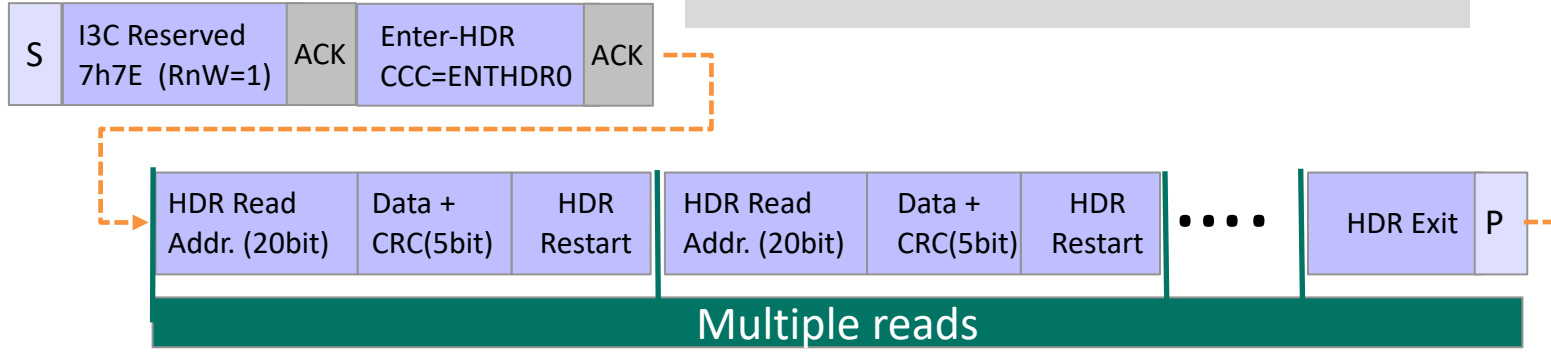 S
I3C Reserved
7h7E (RnW=1)
ACK
Enter-HDR
CCC=ENTHDR0
ACK
HDR Read
Addr. (20bit)
Data +
CRC(5bit)
HDR
Restart
HDR Read
Addr. (20bit)
Data +
CRC(5bit)
HDR
Restart
....
HDR Exit
P
Multiple reads